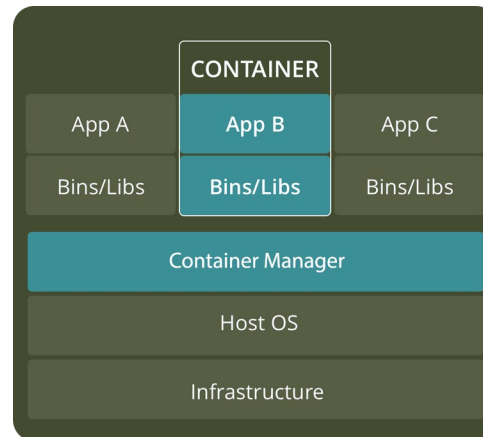 CONTAINER
App A
App B
App C
Bins/Libs
Bins/Libs
Bins/Libs
Container Manager
Host OS
Infrastructure